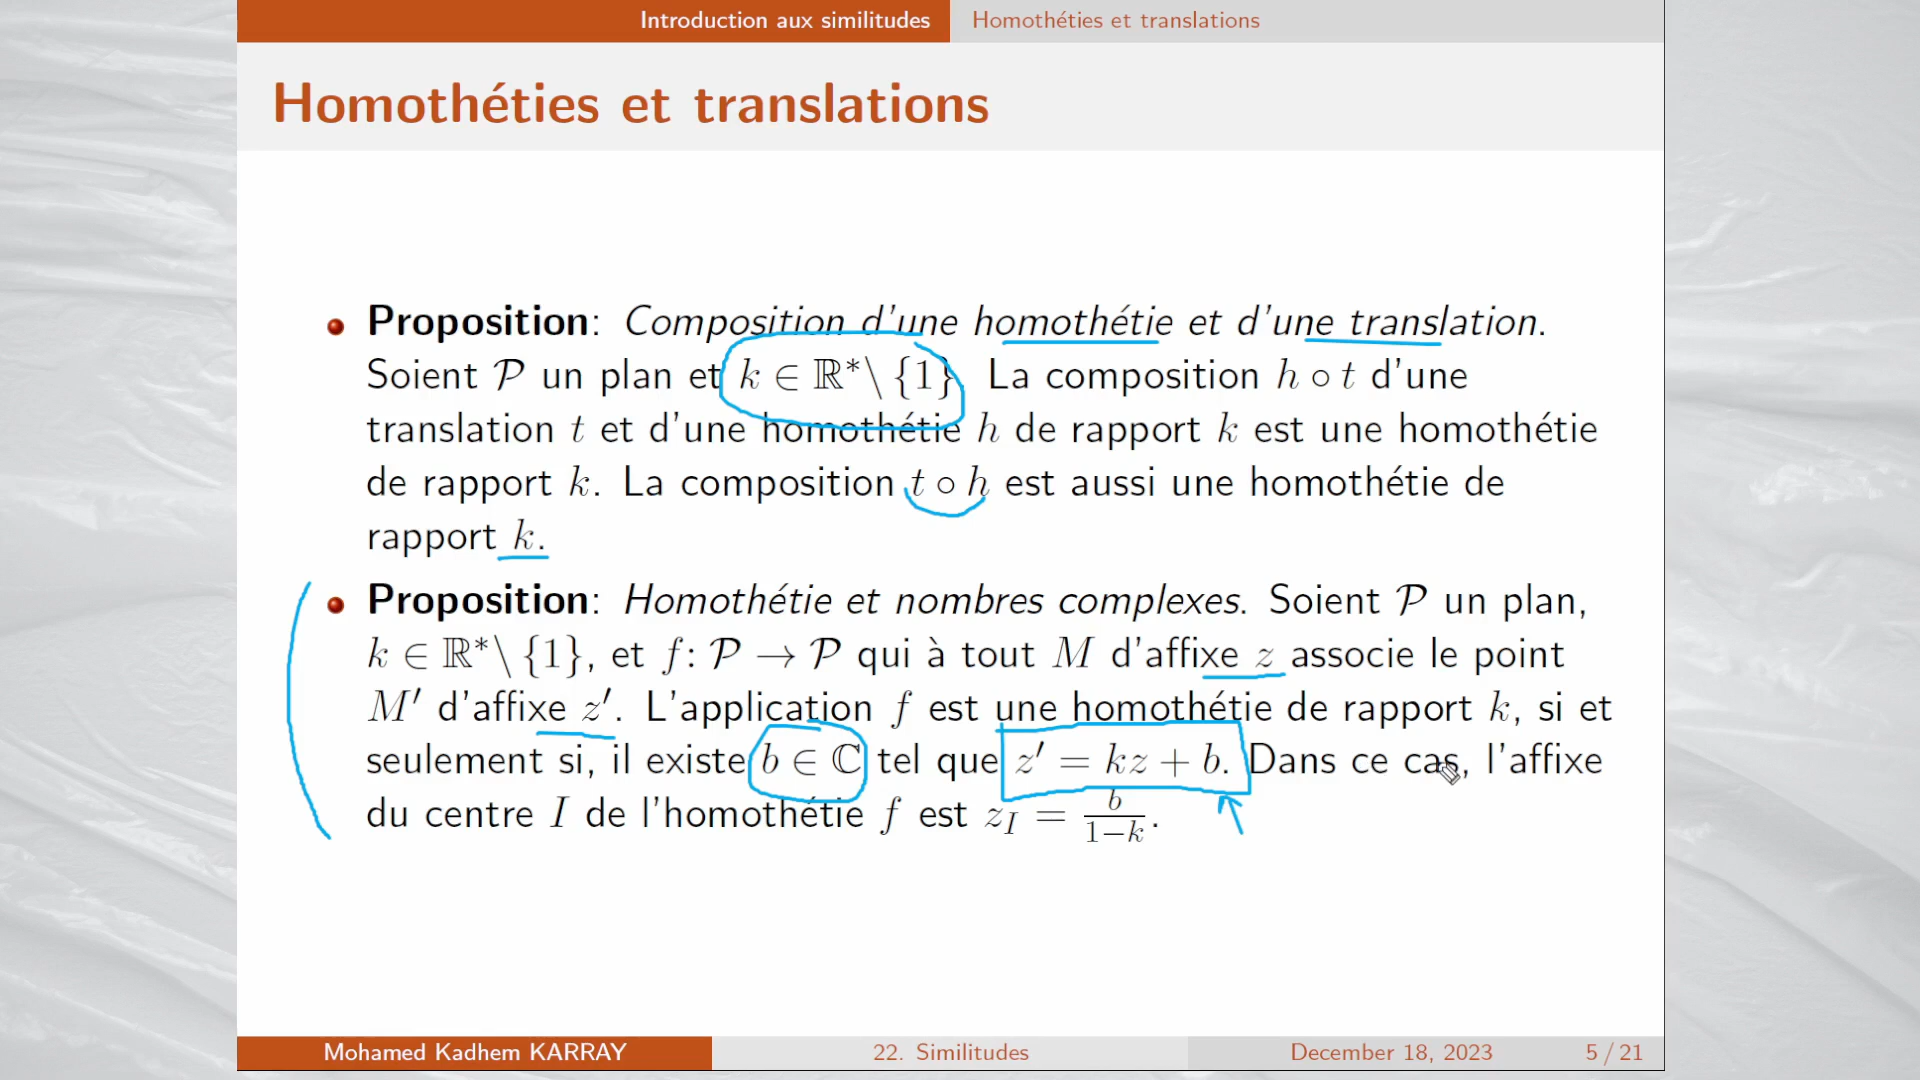 Introduction aux similitudes Homothéties et translations
Homothéties et translations
Proposition: Composition d'une homothétie et d'une translation.
Soient 𝒫 un plan et k ∈ ℝ*\ {1}. La composition h ∘ t d'une
translation t et d'une homothétie h de rapport k est une homothétie
de rapport k. La composition t ∘ h est aussi une homothétie de
rapport k.
Proposition: Homothétie et nombres complexes. Soient 𝒫 un plan,
k ∈ ℝ*\ {1}, et f: 𝒫 → 𝒫 qui à tout M d'affixe z associe le point
M′ d'affixe z′. L'application f est une homothétie de rapport k, si et
seulement si, il existe b ∈ ℂ tel que z′ = kz + b. Dans ce cas, l'affixe
du centre I de l'homothétie f est z_I = b/(1−k).
Mohamed Kadhem KARRAY 22. Similitudes December 18, 2023 5 / 21